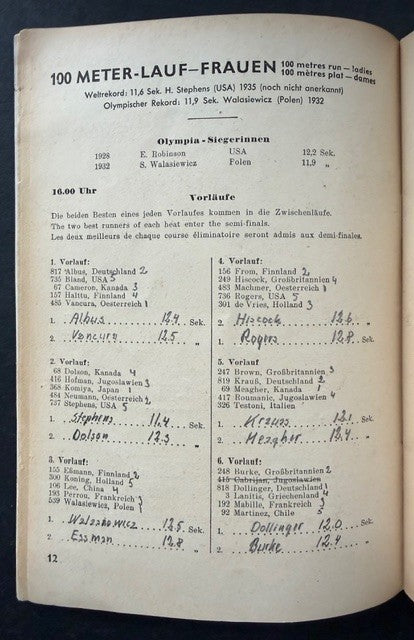 100 METER-LAUF—FRAUEN 100 metres run — ladies
100 mètres plat — dames
Weltrekord: 11,6 Sek. H. Stephens (USA) 1935 (noch nicht anerkannt)
Olympischer Rekord: 11,9 Sek. Walasiewicz (Polen) 1932
Olympia-Siegerinnen
1928 E. Robinson USA 12,2 Sek.
1932 S. Walasiewicz Polen 11,9 „
16.00 Uhr
Vorläufe
Die beiden Besten eines jeden Vorlaufes kommen in die Zwischenläufe.
The two best runners of each heat enter the semi-finals.
Les deux meilleurs de chaque course éliminatoire seront admis aux demi-finales.
1. Vorlauf:
817 Albus, Deutschland 2
735 Bland, USA 5
67 Cameron, Kanada 3
157 Halttu, Finnland 4
485 Vancura, Oesterreich 1
1. Albus 12.4 Sek.
2. Vancura 12.5 „
2. Vorlauf:
68 Dolson, Kanada 4
416 Hofman, Jugoslawien 3
368 Komiya, Japan 1
484 Neumann, Oesterreich 2
737 Stephens, USA 5
1. Stephens 11.4 Sek.
2. Dolson 12.3 „
3. Vorlauf:
155 Eßmann, Finnland 2
300 Koning, Holland 5
106 Lee, China 4
193 Perrou, Frankreich 3
539 Walasiewicz, Polen 1
1. Walashowicz 12.5 Sek.
2. Essman 12.8 „
4. Vorlauf:
156 From, Finnland 2
249 Hiscock, Großbritannien 4
483 Machmer, Oesterreich 1
736 Rogers, USA 5
301 de Vries, Holland 3
1. Hiscock 12.6 Sek.
2. Rogers 12.8 „
5. Vorlauf
247 Brown, Großbritannien 3
819 Krauß, Deutschland 2
69 Meagher, Kanada 1
417 Roumanic, Jugoslawien 4
326 Testoni, Italien
1. Krauss 12.1 Sek.
2. Meagher 12.4 „
6. Vorlauf:
248 Burke, Großbritannien 2
415 Cabrijan, Jugoslawien
818 Dollinger, Deutschland 1
3 Lanitis, Griechenland 4
192 Mabille, Frankreich 3
92 Martinez, Chile 5
1. Dollinger 12.0 Sek.
2. Burke 12.4 „
12